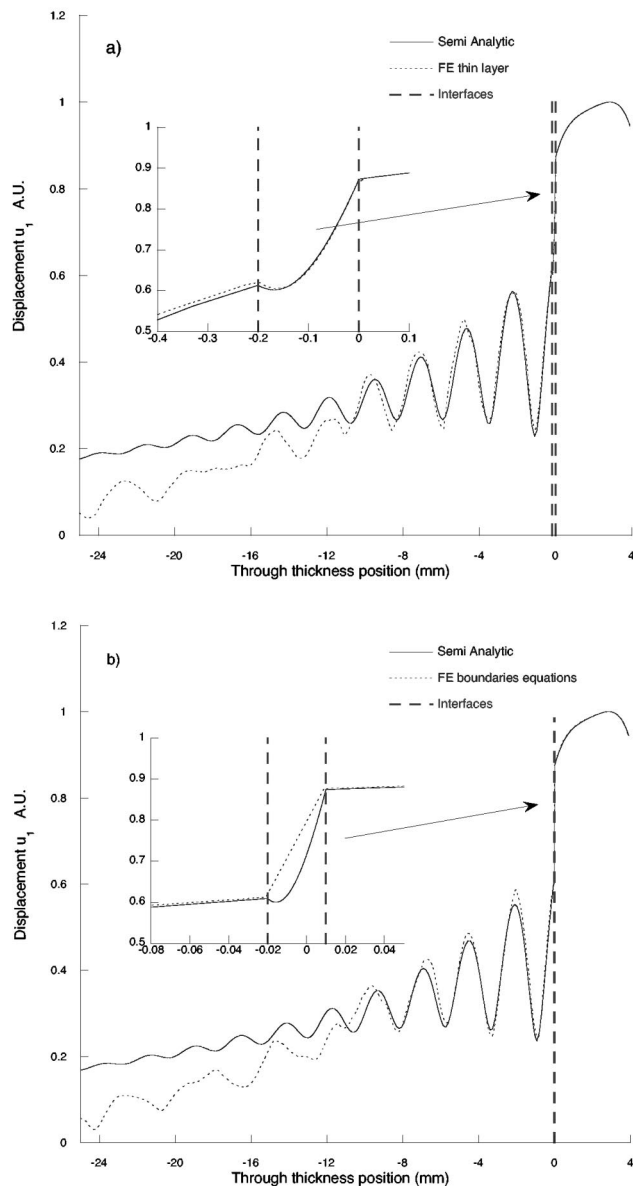 a)
Semi Analytic
FE thin layer
Interfaces
Displacement u_1 A.U.
1.2
1
0.8
0.6
0.4
0.2
0
1
0.9
0.8
0.7
0.6
0.5
-0.4 -0.3 -0.2 -0.1 0 0.1
-24 -20 -16 -12 -8 -4 0 4
Through thickness position (mm)
b)
Semi Analytic
FE boundaries equations
Interfaces
Displacement u_1 A.U.
1.2
1
0.8
0.6
0.4
0.2
0
1
0.9
0.8
0.7
0.6
0.5
-0.08 -0.06 -0.04 -0.02 0 0.02 0.04
-24 -20 -16 -12 -8 -4 0 4
Through thickness position (mm)